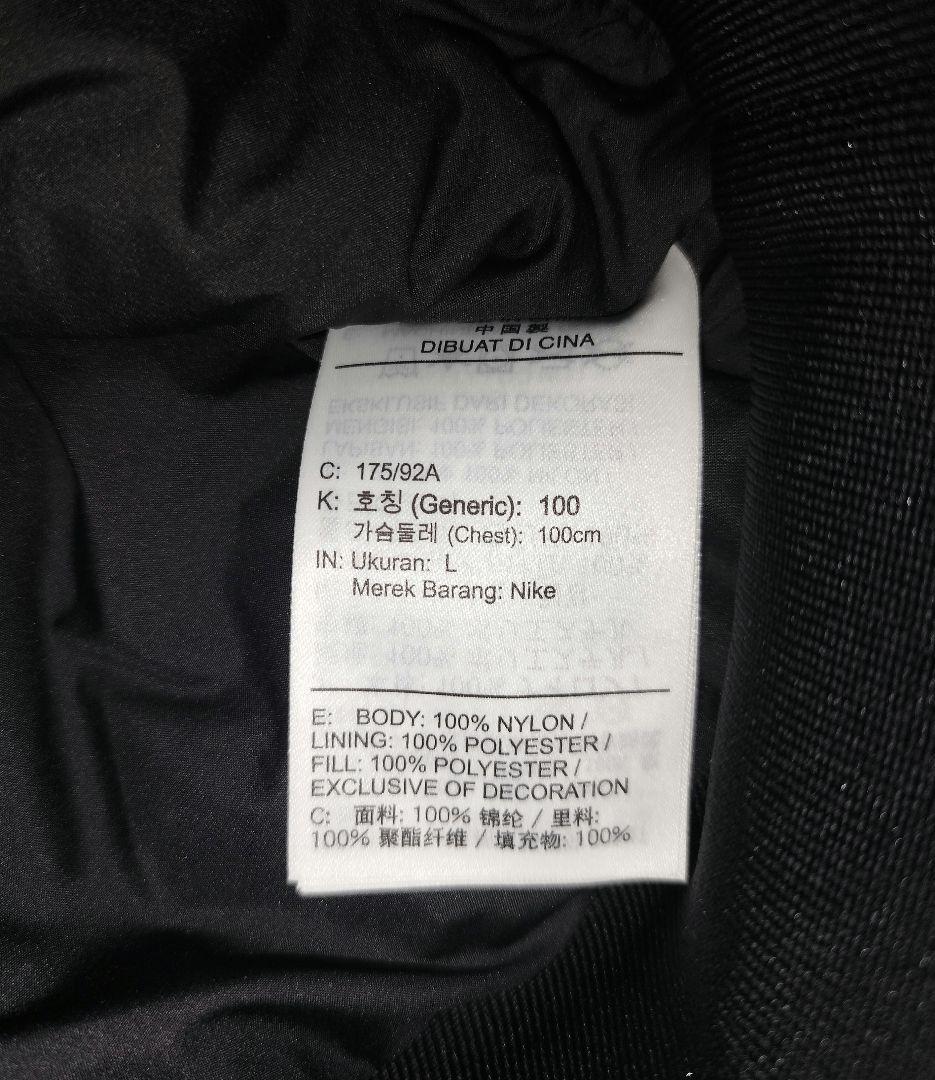 中国製
DIBUAT DI CINA
C: 175/92A
K: 호칭 (Generic): 100
가슴둘레 (Chest): 100cm
IN: Ukuran: L
Merek Barang: Nike
E: BODY: 100% NYLON /
LINING: 100% POLYESTER /
FILL: 100% POLYESTER /
EXCLUSIVE OF DECORATION
C: 面料: 100% 锦纶 / 里料:
100% 聚酯纤维 / 填充物: 100%